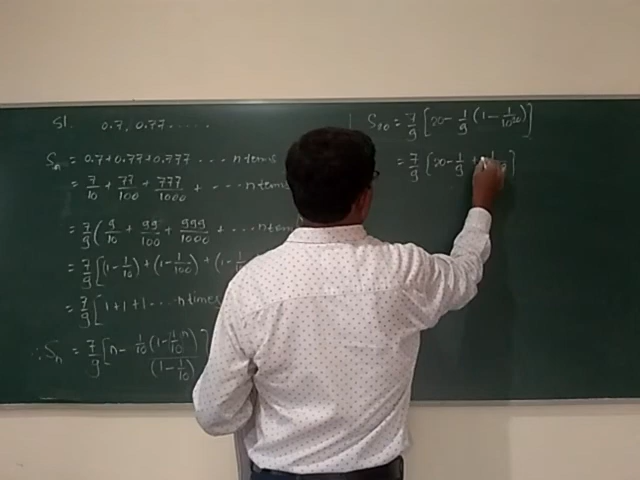 51. 0.7, 0.77......
Sₙ = 0.7+0.77+0.777 ... n terms
= 7/10 + 77/100 + 777/1000 + ... n terms
= 7/9 ( 9/10 + 99/100 + 999/1000 + ... n
= 7/9 [(1-1/10)+(1-1/100)+(1-1
= 7/9 [1+1+1... n times
∴ Sₙ = 7/9 [n - 1/10 (1-1/10ⁿ) / (1-1/10)]
S₂₀ = 7/9 [20 - 1/9 (1 - 1/10²⁰)]
= 7/9 [20 - 1/9 +